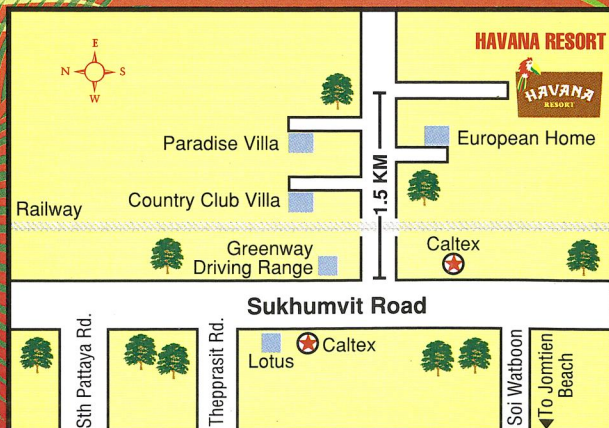 HAVANA RESORT
E
N S
W
HAVANA
RESORT
Paradise Villa
European Home
1.5 KM
Country Club Villa
Railway
Greenway
Driving Range
Caltex
Sukhumvit Road
Sth Pattaya Rd.
Thepprasit Rd.
Lotus
Caltex
Soi Watboon
To Jomtien
Beach